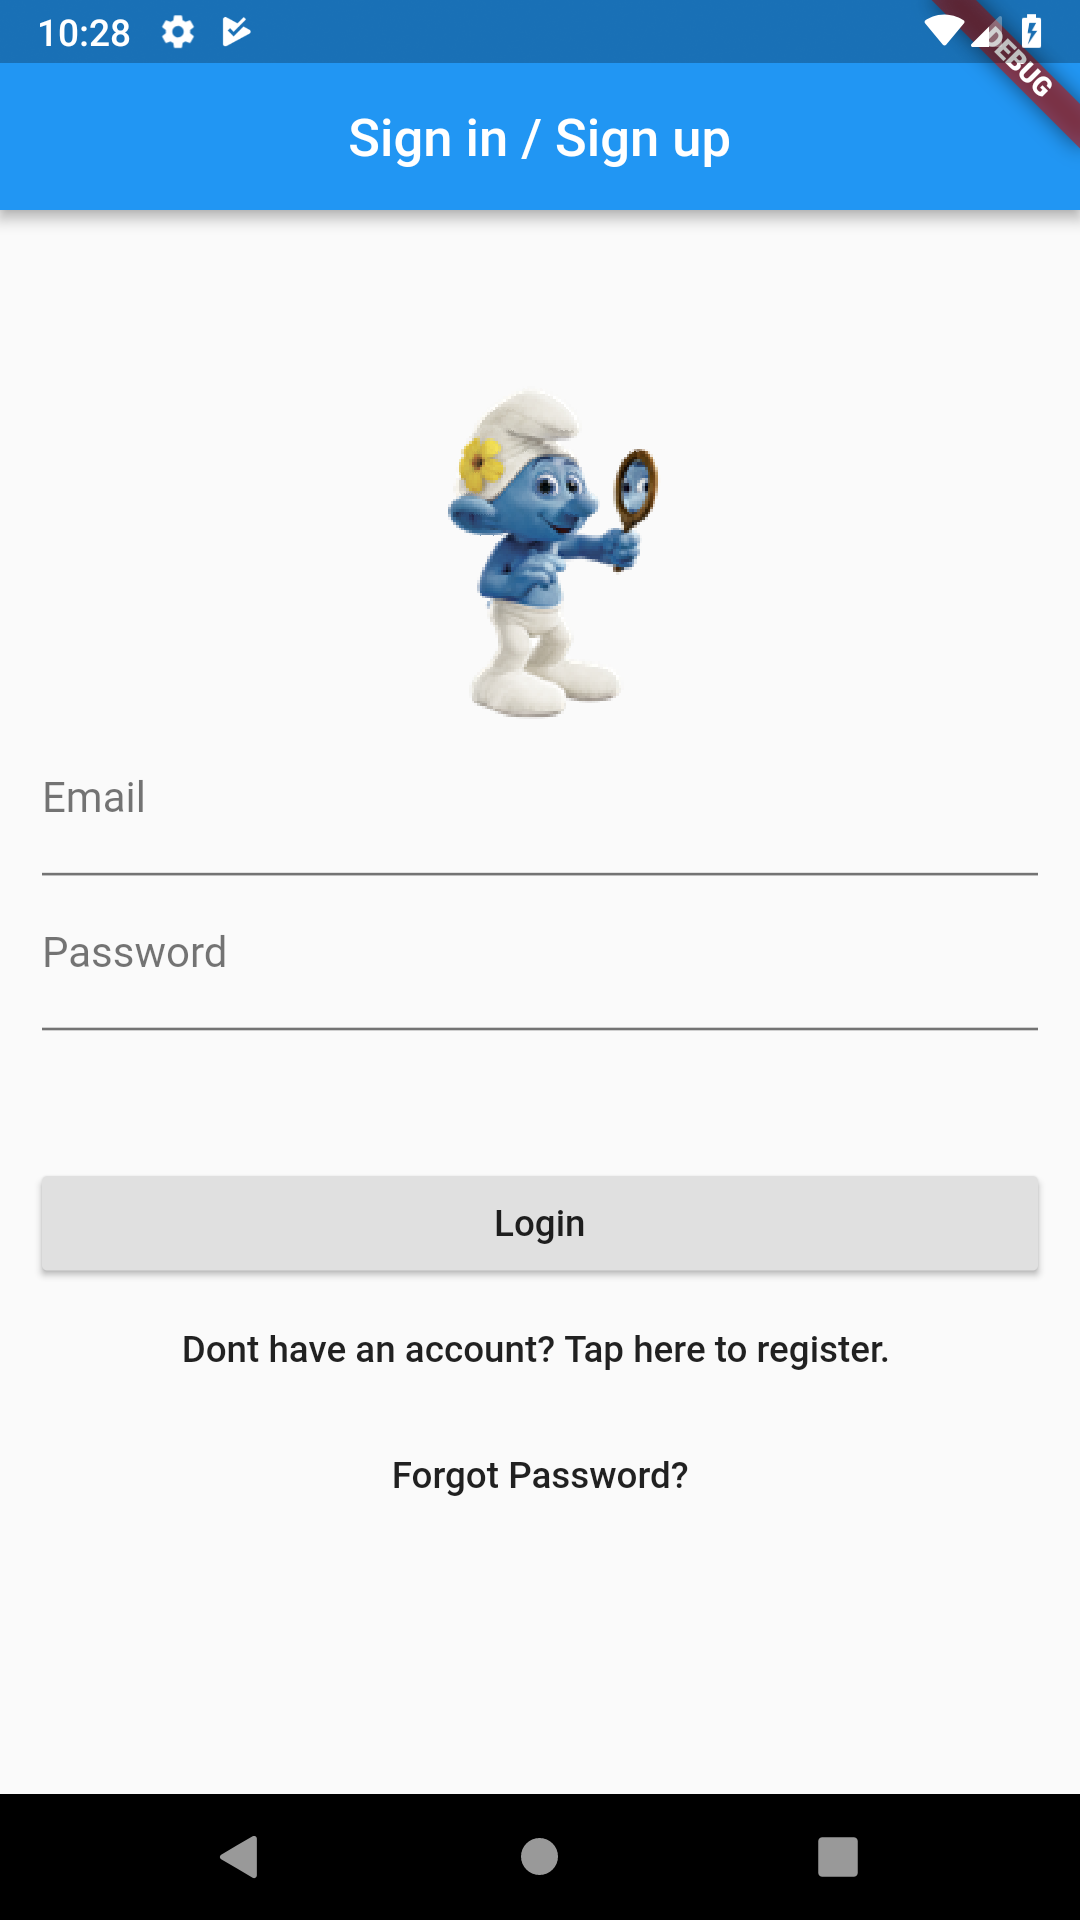 10:28
DEBUG
Sign in / Sign up
Email
Password
Login
Dont have an account? Tap here to register.
Forgot Password?